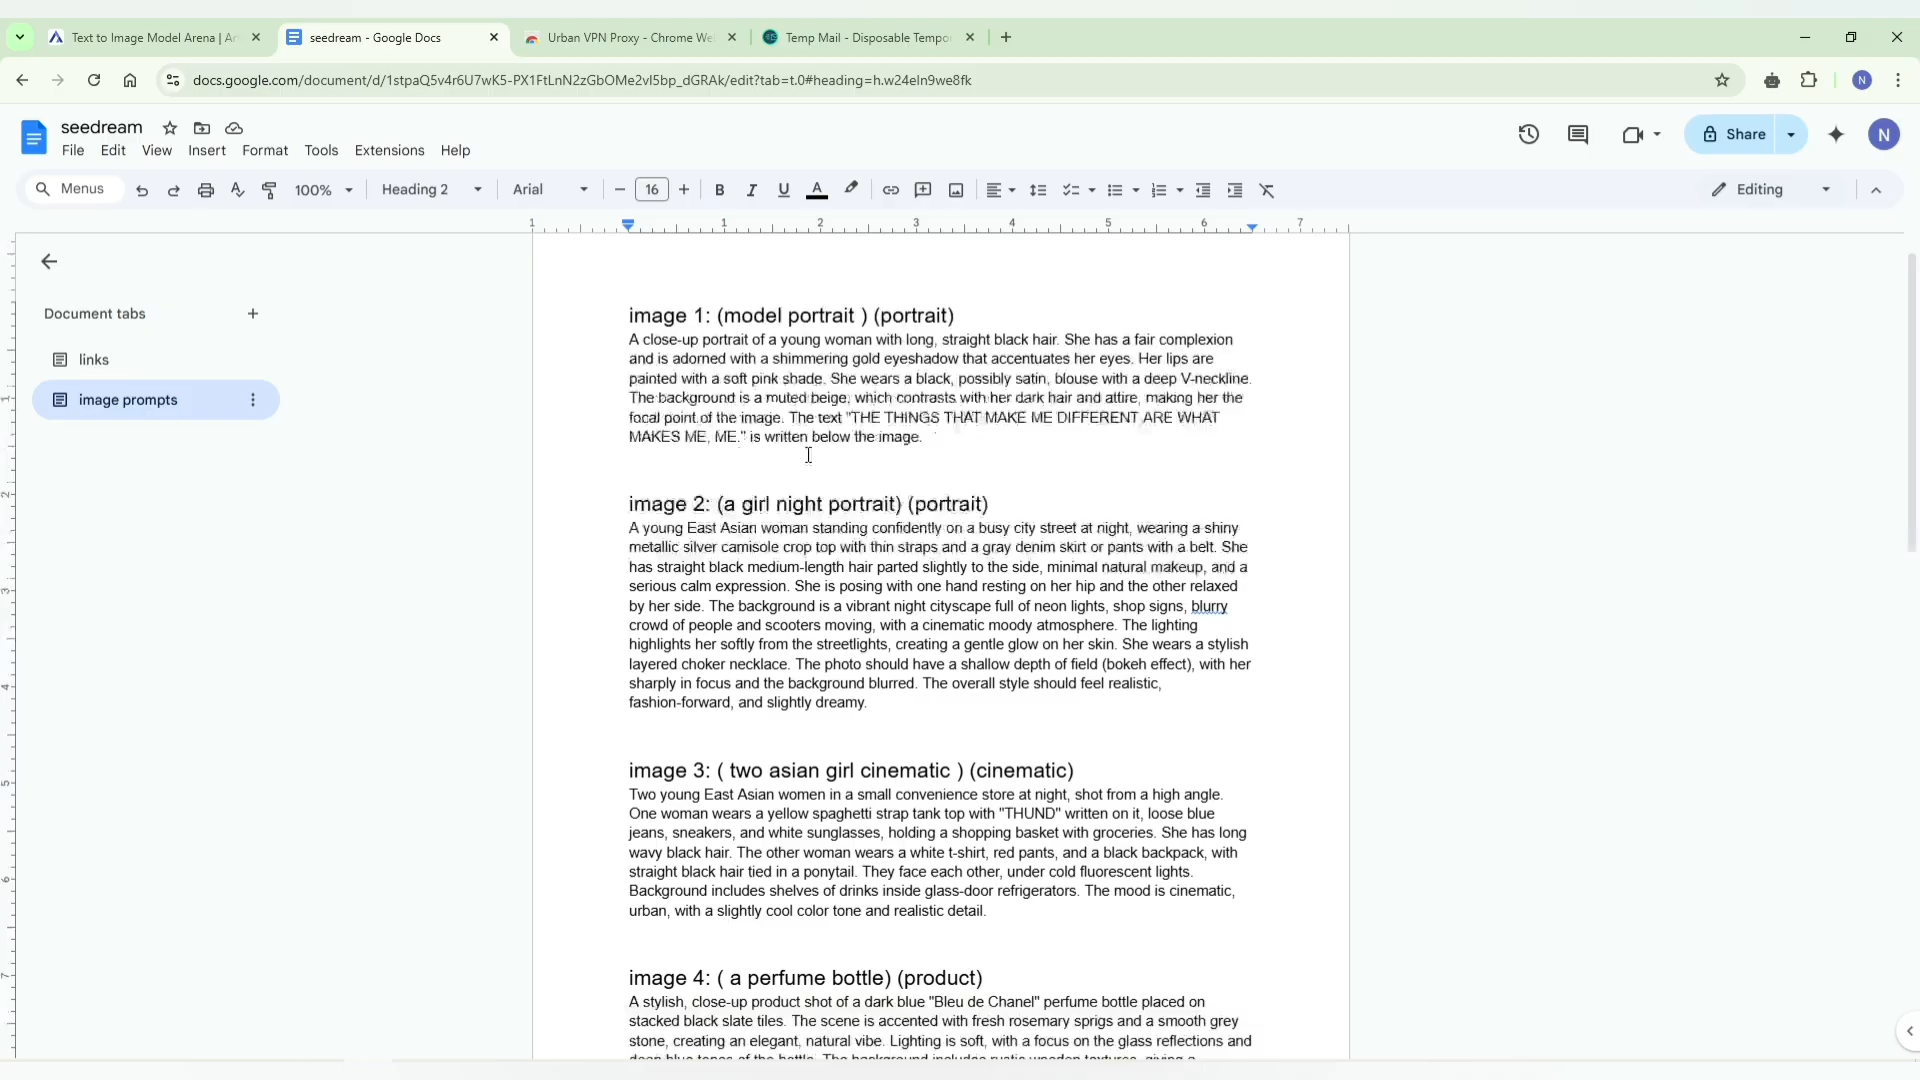 Text to Image Model Arena | Ar
seedream - Google Docs
Urban VPN Proxy - Chrome We
Temp Mail - Disposable Tempo
docs.google.com/document/d/1stpaQ5v4r6U7wK5-PX1FtLnN2zGbOMe2vI5bp_dGRAk/edit?tab=t.0#heading=h.w24eln9we8fk
N
seedream
File Edit View Insert Format Tools Extensions Help
Share
N
Menus
100%
Heading 2
Arial
16
B I U A
Editing
1 1 2 3 4 5 6 7
Document tabs
links
image prompts
1
2
3
4
5
6
7
image 1: (model portrait ) (portrait)
A close-up portrait of a young woman with long, straight black hair. She has a fair complexion
and is adorned with a shimmering gold eyeshadow that accentuates her eyes. Her lips are
painted with a soft pink shade. She wears a black, possibly satin, blouse with a deep V-neckline.
The background is a muted beige, which contrasts with her dark hair and attire, making her the
focal point of the image. The text "THE THINGS THAT MAKE ME DIFFERENT ARE WHAT
MAKES ME, ME." is written below the image.
image 2: (a girl night portrait) (portrait)
A young East Asian woman standing confidently on a busy city street at night, wearing a shiny
metallic silver camisole crop top with thin straps and a gray denim skirt or pants with a belt. She
has straight black medium-length hair parted slightly to the side, minimal natural makeup, and a
serious calm expression. She is posing with one hand resting on her hip and the other relaxed
by her side. The background is a vibrant night cityscape full of neon lights, shop signs, blurry
crowd of people and scooters moving, with a cinematic moody atmosphere. The lighting
highlights her softly from the streetlights, creating a gentle glow on her skin. She wears a stylish
layered choker necklace. The photo should have a shallow depth of field (bokeh effect), with her
sharply in focus and the background blurred. The overall style should feel realistic,
fashion-forward, and slightly dreamy.
image 3: ( two asian girl cinematic ) (cinematic)
Two young East Asian women in a small convenience store at night, shot from a high angle.
One woman wears a yellow spaghetti strap tank top with "THUND" written on it, loose blue
jeans, sneakers, and white sunglasses, holding a shopping basket with groceries. She has long
wavy black hair. The other woman wears a white t-shirt, red pants, and a black backpack, with
straight black hair tied in a ponytail. They face each other, under cold fluorescent lights.
Background includes shelves of drinks inside glass-door refrigerators. The mood is cinematic,
urban, with a slightly cool color tone and realistic detail.
image 4: ( a perfume bottle) (product)
A stylish, close-up product shot of a dark blue "Bleu de Chanel" perfume bottle placed on
stacked black slate tiles. The scene is accented with fresh rosemary sprigs and a smooth grey
stone, creating an elegant, natural vibe. Lighting is soft, with a focus on the glass reflections and
deep blue tones of the bottle. The background includes rustic wooden textures, giving a